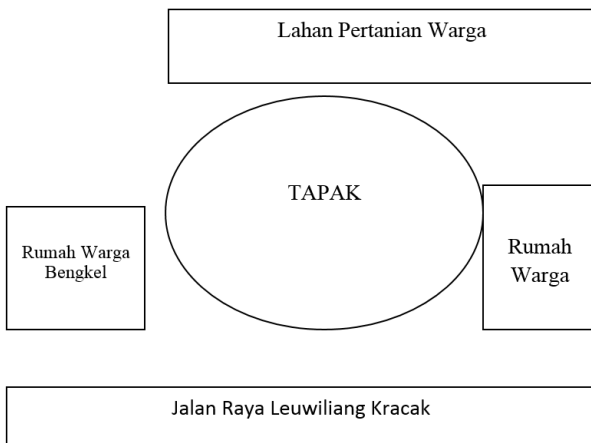 Lahan Pertanian Warga
TAPAK
Rumah Warga
Bengkel
Rumah
Warga
Jalan Raya Leuwiliang Kracak